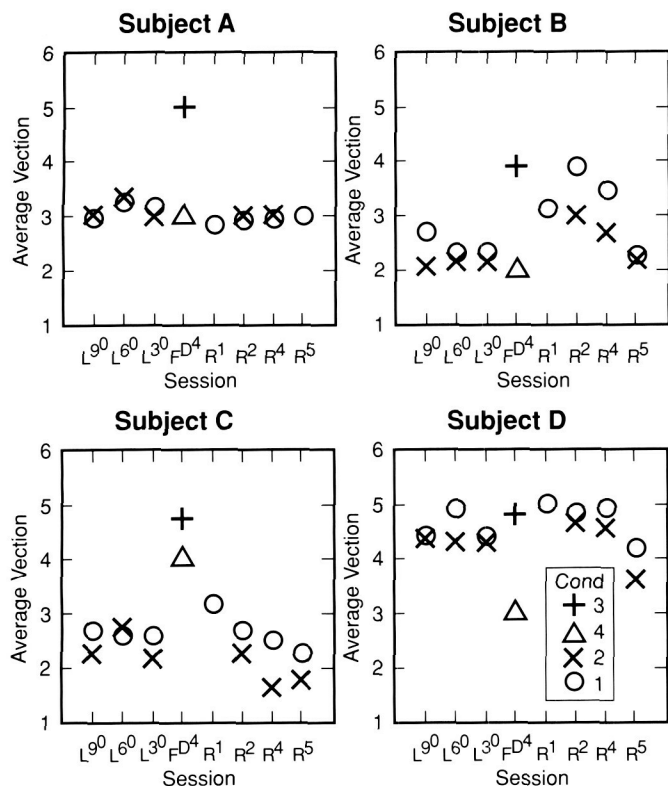 Subject A
6
5
4
3
2
1
Average Vection
L90 L60 L30 FD4 R1 R2 R4 R5
Session
Subject B
6
5
4
3
2
1
Average Vection
L90 L60 L30 FD4 R1 R2 R4 R5
Session
Subject C
6
5
4
3
2
1
Average Vection
L90 L60 L30 FD4 R1 R2 R4 R5
Session
Subject D
6
5
4
3
2
1
Average Vection
Cond
3
4
2
1
L90 L60 L30 FD4 R1 R2 R4 R5
Session